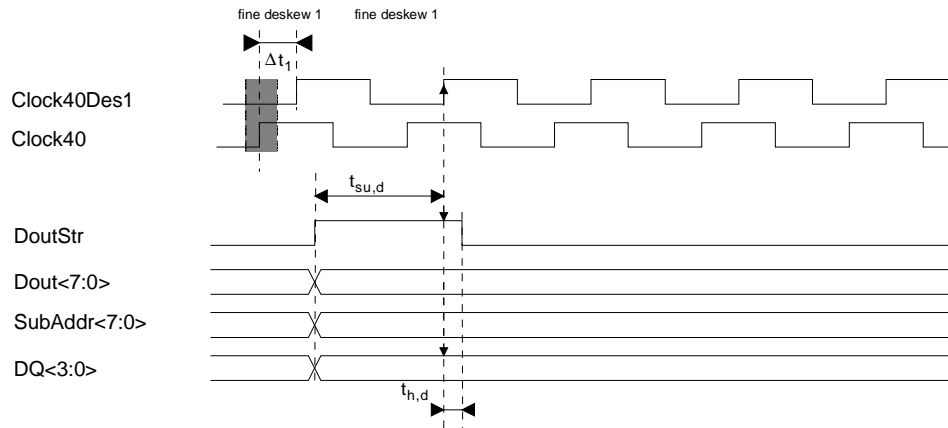 fine deskew 1 fine deskew 1
Δt1
Clock40Des1
Clock40
tsu,d
DoutStr
Dout<7:0>
SubAddr<7:0>
DQ<3:0>
th,d